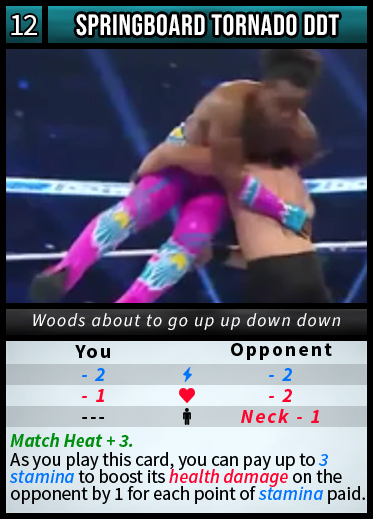 12 SPRINGBOARD TORNADO DDT
Woods about to go up up down down
You Opponent
- 2 - 2
- 1 - 2
--- Neck - 1
Match Heat + 3.
As you play this card, you can pay up to 3
stamina to boost its health damage on the
opponent by 1 for each point of stamina paid.